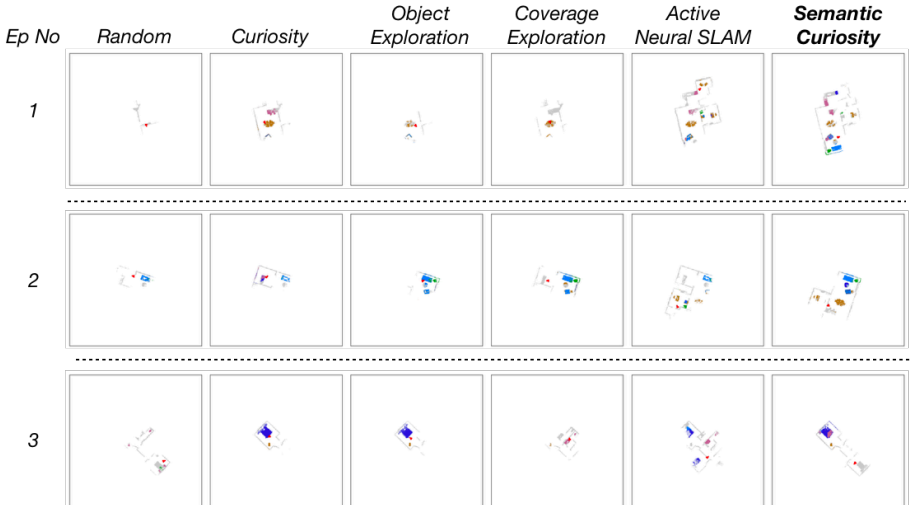 Ep No
Random
Curiosity
Object
Exploration
Coverage
Exploration
Active
Neural SLAM
Semantic
Curiosity
1
2
3